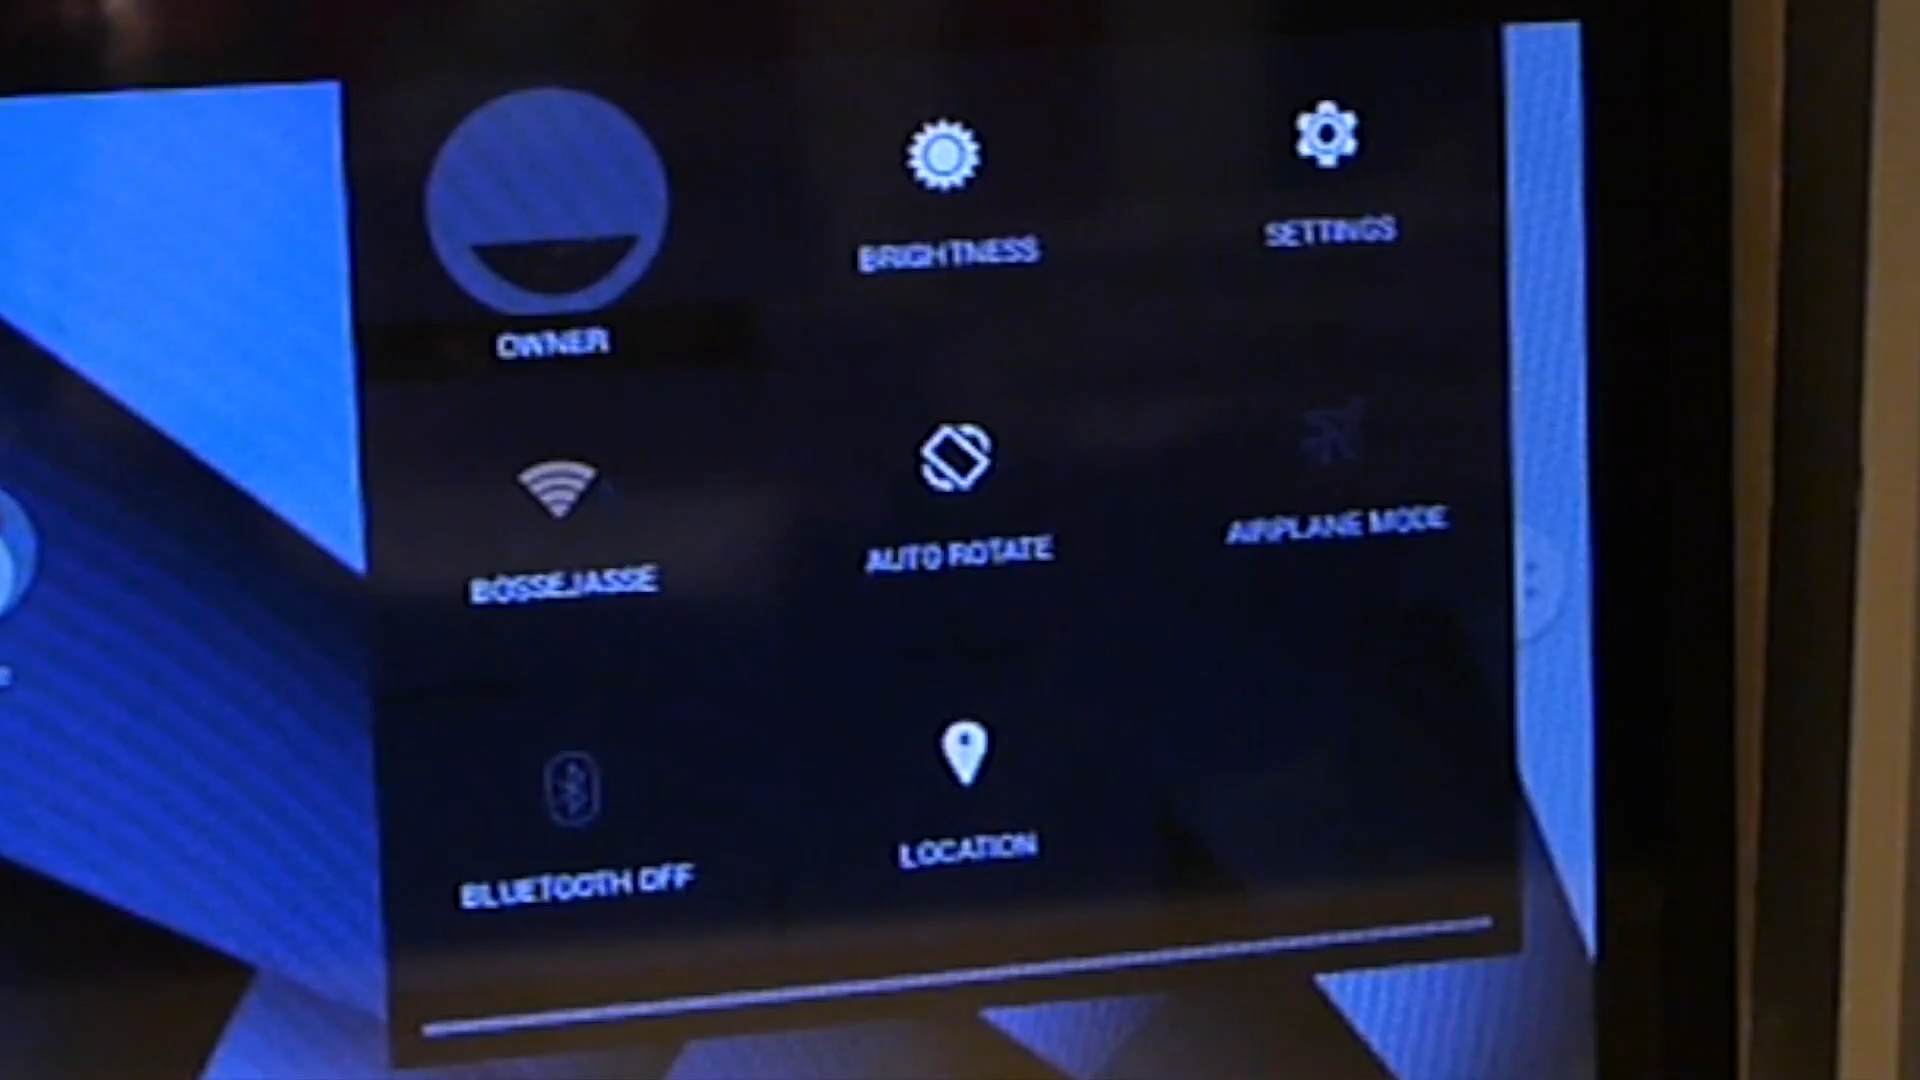 OWNER
BRIGHTNESS
SETTINGS
BOSSEJASSE
AUTO ROTATE
AIRPLANE MODE
BLUETOOTH OFF
LOCATION